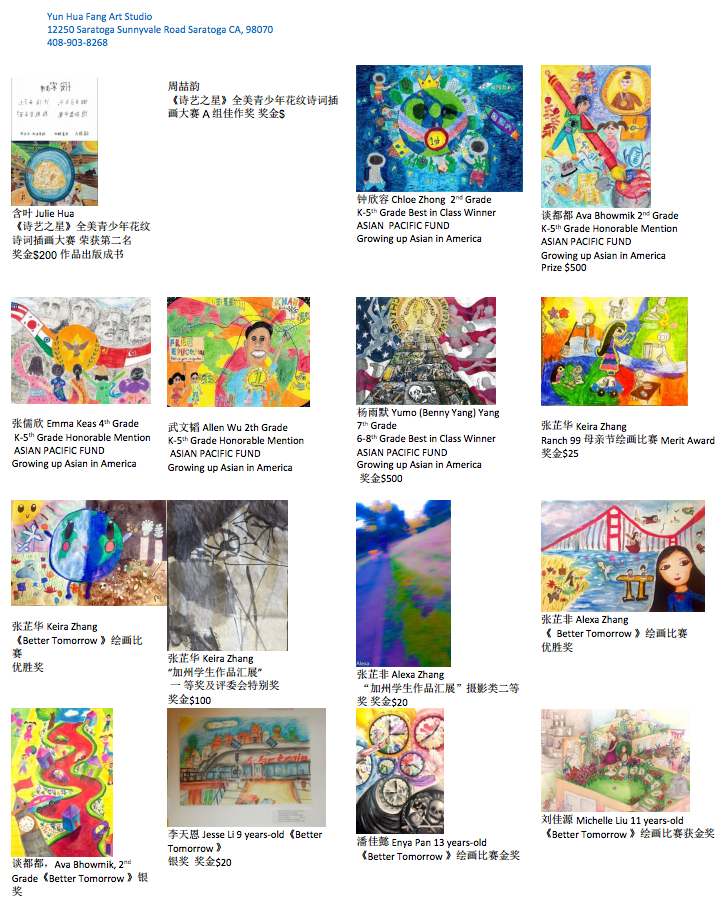 Yun Hua Fang Art Studio
12250 Saratoga Sunnyvale Road Saratoga CA, 98070
408-903-8268
含叶 Julie Hua
《诗艺之星》全美青少年花纹
诗词插画大赛 荣获第二名
奖金$200 作品出版成书
周喆韵
《诗艺之星》全美青少年花纹诗词插
画大赛 A 组佳作奖 奖金$
1st
钟欣容 Chloe Zhong 2nd Grade
K-5th Grade Best in Class Winner
ASIAN PACIFIC FUND
Growing up Asian in America
谈都都 Ava Bhowmik 2nd Grade
K-5th Grade Honorable Mention
ASIAN PACIFIC FUND
Growing up Asian in America
Prize $500
张儒欣 Emma Keas 4th Grade
K-5th Grade Honorable Mention
ASIAN PACIFIC FUND
Growing up Asian in America
FREE
武文韬 Allen Wu 2th Grade
K-5th Grade Honorable Mention
ASIAN PACIFIC FUND
Growing up Asian in America
杨雨默 Yumo (Benny Yang) Yang
7th Grade
6-8th Grade Best in Class Winner
ASIAN PACIFIC FUND
Growing up Asian in America
奖金$500
张芷华 Keira Zhang
Ranch 99 母亲节绘画比赛 Merit Award
奖金$25
张芷华 Keira Zhang
《Better Tomorrow 》绘画比
赛
优胜奖
张芷华 Keira Zhang
“加州学生作品汇展”
一 等奖及评委会特别奖
奖金$100
Alexa
张芷非 Alexa Zhang
“加州学生作品汇展”摄影类二等
奖 奖金$20
张芷非 Alexa Zhang
《 Better Tomorrow 》绘画比赛
优胜奖
谈都都，Ava Bhowmik, 2nd
Grade《Better Tomorrow 》银
奖
李天恩 Jesse Li 9 years-old《Better
Tomorrow 》
银奖 奖金$20
潘佳懿 Enya Pan 13 years-old
《Better Tomorrow 》绘画比赛金奖
刘佳源 Michelle Liu 11 years-old
《Better Tomorrow 》绘画比赛获金奖